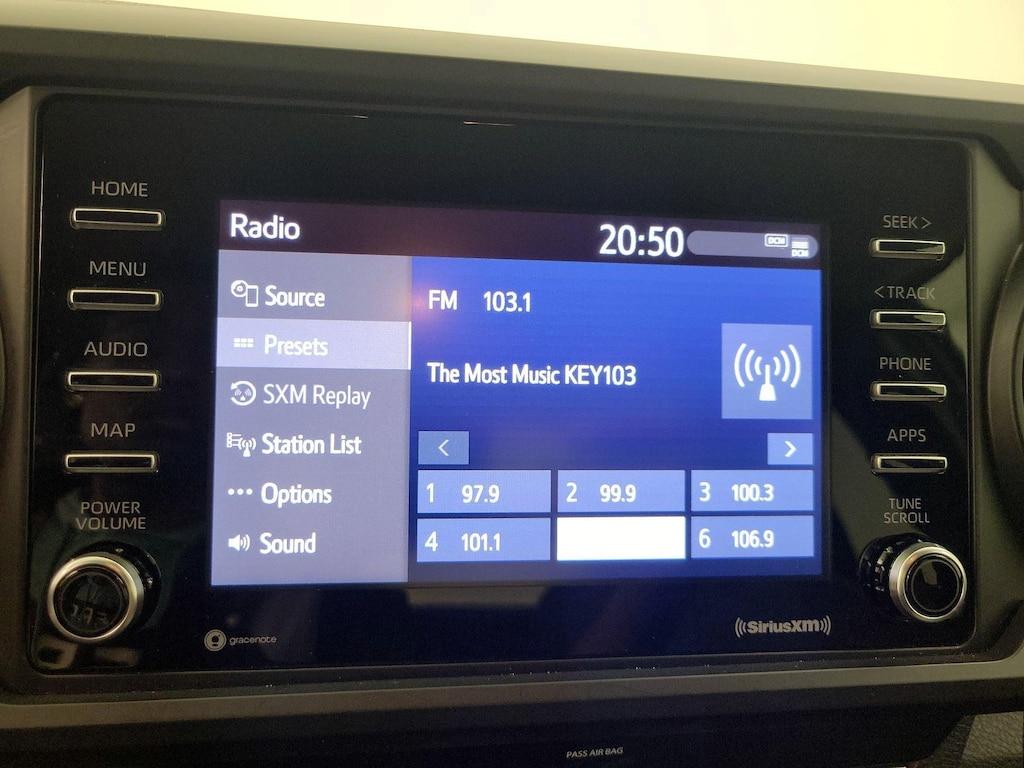 HOME
MENU
AUDIO
MAP
POWER
VOLUME
Radio
20:50
DCM
DCM
Source
Presets
SXM Replay
Station List
Options
Sound
FM 103.1
The Most Music KEY103
<
>
1 97.9
2 99.9
3 100.3
4 101.1
6 106.9
SEEK >
< TRACK
PHONE
APPS
TUNE
SCROLL
gracenote
((SiriusXM))
PASS AIR BAG